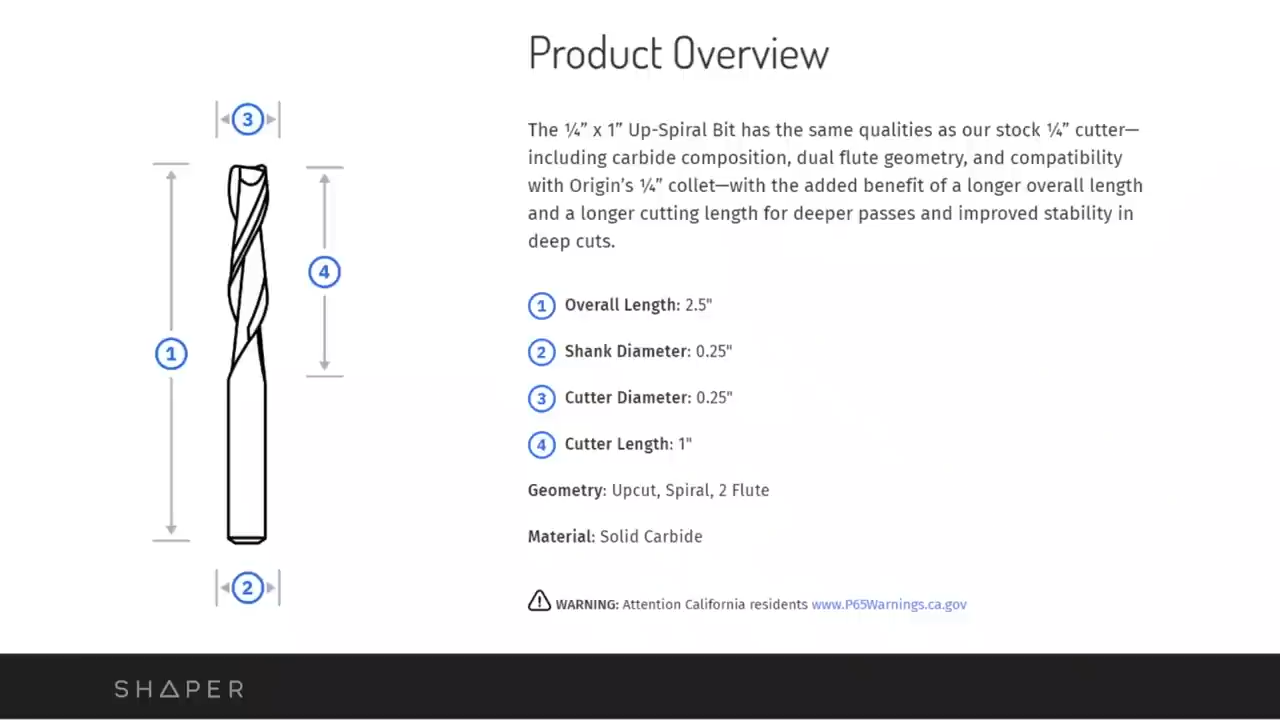 Product Overview
The ¼” x 1” Up-Spiral Bit has the same qualities as our stock ¼” cutter—
including carbide composition, dual flute geometry, and compatibility
with Origin’s ¼” collet—with the added benefit of a longer overall length
and a longer cutting length for deeper passes and improved stability in
deep cuts.
3
4
1
2
1 Overall Length: 2.5"
2 Shank Diameter: 0.25"
3 Cutter Diameter: 0.25"
4 Cutter Length: 1"
Geometry: Upcut, Spiral, 2 Flute
Material: Solid Carbide
WARNING: Attention California residents www.P65Warnings.ca.gov
SHAPER